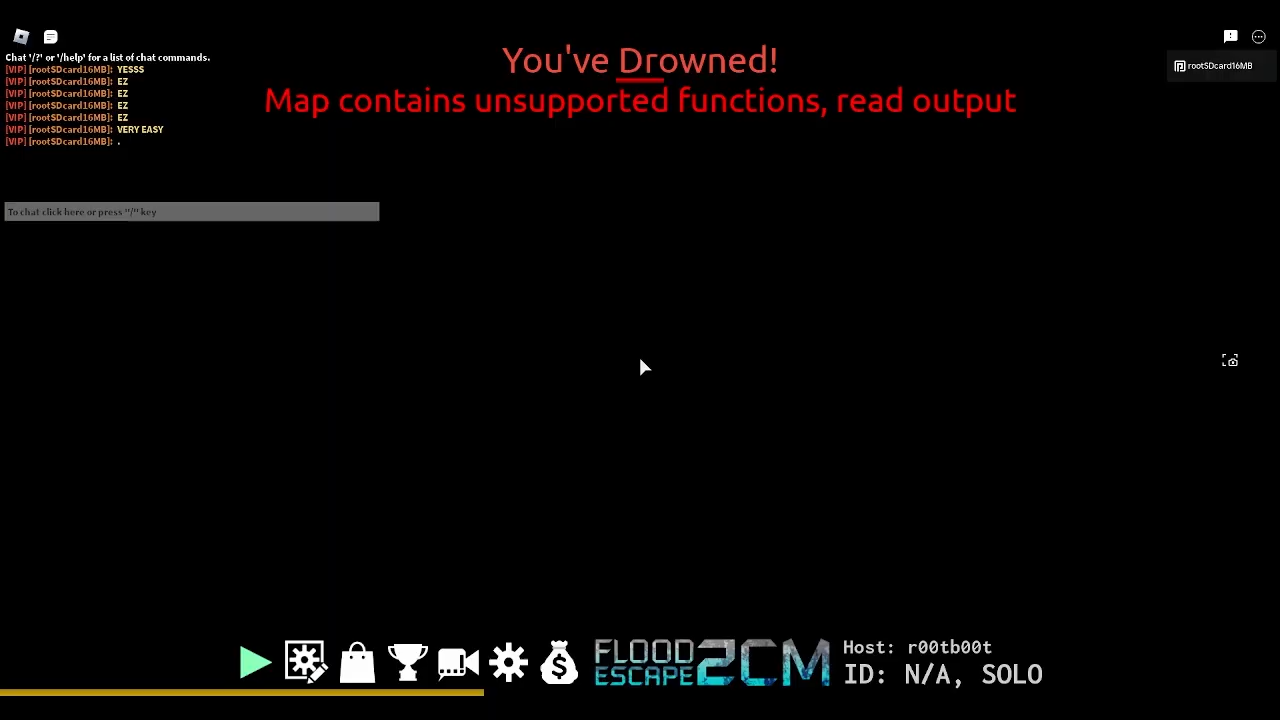 You've Drowned!
Map contains unsupported functions, read output
Chat '/?' or '/help' for a list of chat commands.
[VIP] [rootSDcard16MB]: YESSS
[VIP] [rootSDcard16MB]: EZ
[VIP] [rootSDcard16MB]: EZ
[VIP] [rootSDcard16MB]: EZ
[VIP] [rootSDcard16MB]: EZ
[VIP] [rootSDcard16MB]: VERY EASY
[VIP] [rootSDcard16MB]: .
To chat click here or press "/" key
rootSDcard16MB
FLOOD ESCAPE 2CM
Host: r00tb00t
ID: N/A, SOLO